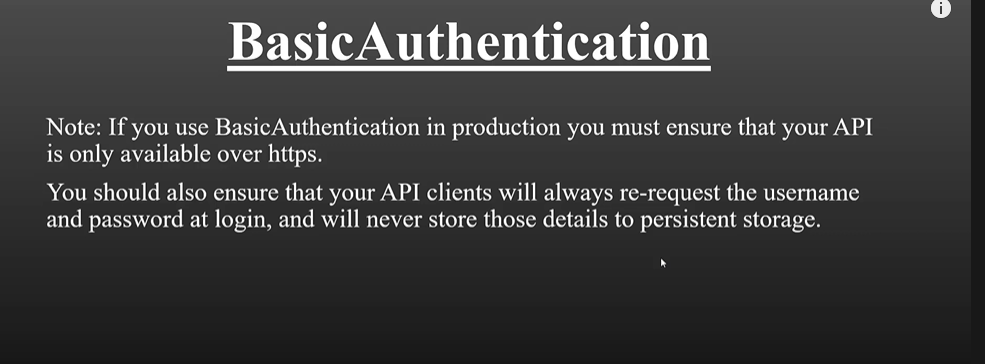 BasicAuthentication
Note: If you use BasicAuthentication in production you must ensure that your API
is only available over https.
You should also ensure that your API clients will always re-request the username
and password at login, and will never store those details to persistent storage.